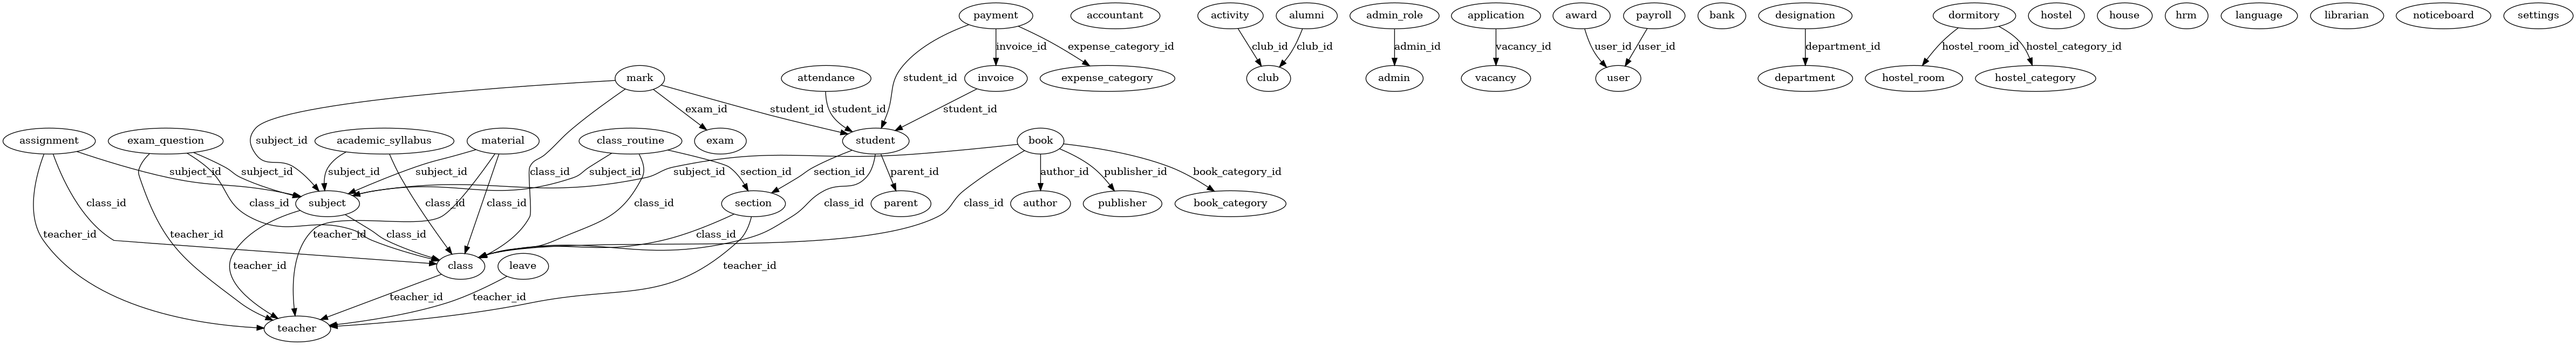 payment
accountant
activity
alumni
admin_role
application
award
payroll
bank
designation
dormitory
hostel
house
hrm
language
librarian
noticeboard
settings
invoice_id
expense_category_id
club_id
club_id
admin_id
vacancy_id
user_id
user_id
department_id
hostel_room_id
hostel_category_id
mark
attendance
student_id
invoice
expense_category
club
admin
vacancy
user
department
hostel_room
hostel_category
exam_id
student_id
student_id
student_id
assignment
exam_question
subject_id
academic_syllabus
material
class_routine
exam
student
book
subject_id
subject_id
subject_id
subject_id
class_id
subject_id
subject_id
section_id
section_id
parent_id
author_id
publisher_id
book_category_id
class_id
subject
class_id
class_id
class_id
class_id
section
class_id
parent
class_id
author
publisher
book_category
teacher_id
teacher_id
teacher_id
class_id
class_id
teacher_id
class
leave
teacher_id
teacher_id
teacher_id
teacher